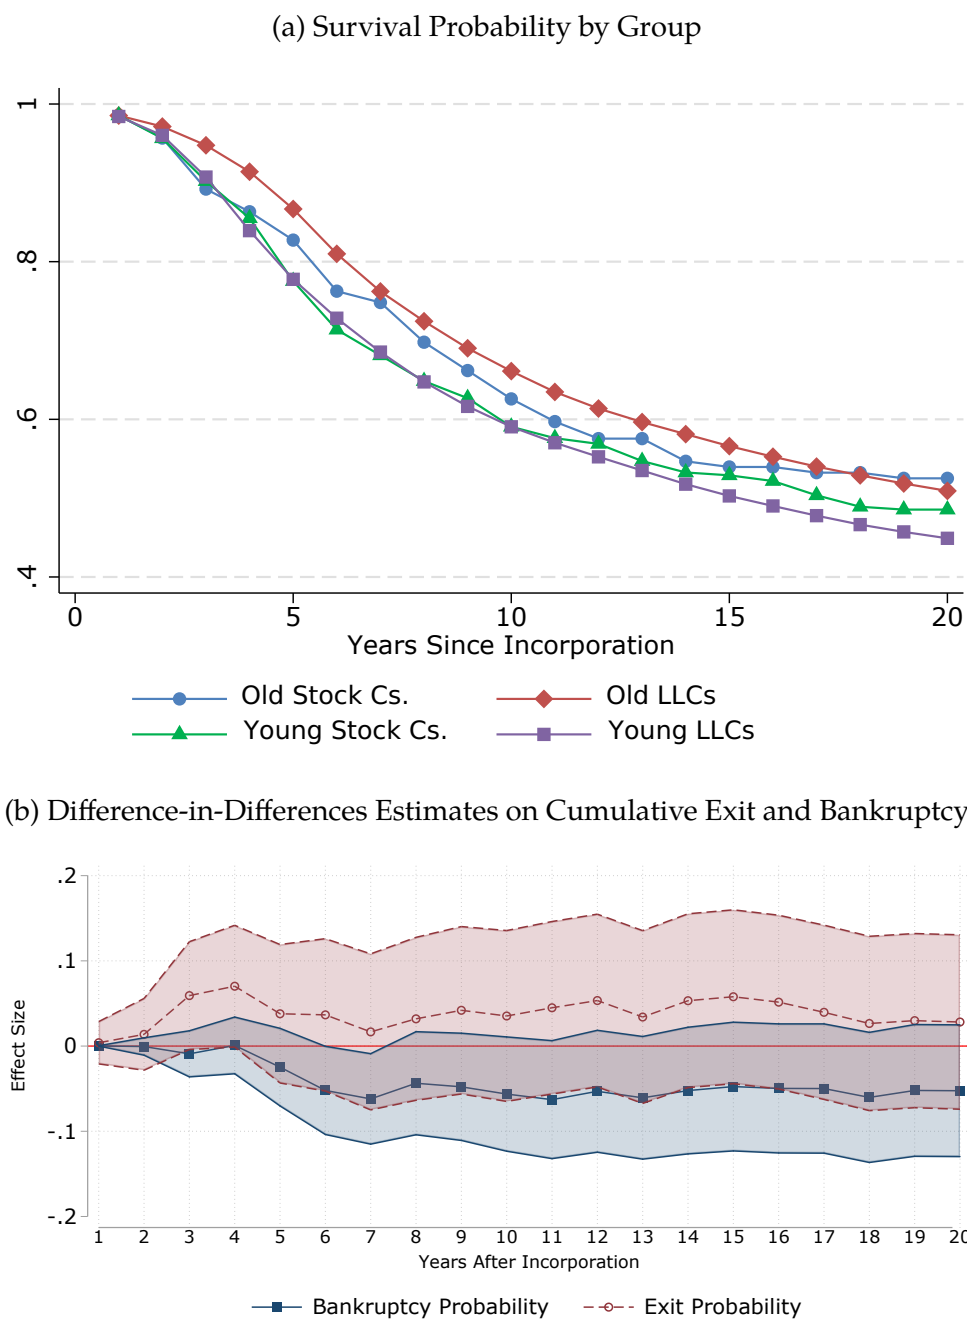 (a) Survival Probability by Group
1
.8
.6
.4
0 5 10 15 20
Years Since Incorporation
Old Stock Cs. Old LLCs
Young Stock Cs. Young LLCs
(b) Difference-in-Differences Estimates on Cumulative Exit and Bankruptcy
.2
.1
0
-.1
-.2
Effect Size
1 2 3 4 5 6 7 8 9 10 11 12 13 14 15 16 17 18 19 20
Years After Incorporation
Bankruptcy Probability Exit Probability